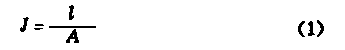 J = l / A (1)